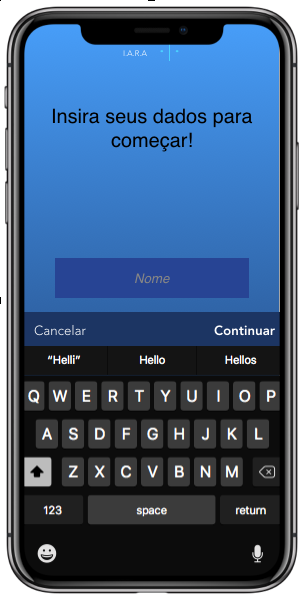 I.A.R.A
Insira seus dados para
começar!
Nome
Cancelar
Continuar
“Helli” Hello Hellos
Q W E R T Y U I O P
A S D F G H J K L
Z X C V B N M
123 space return